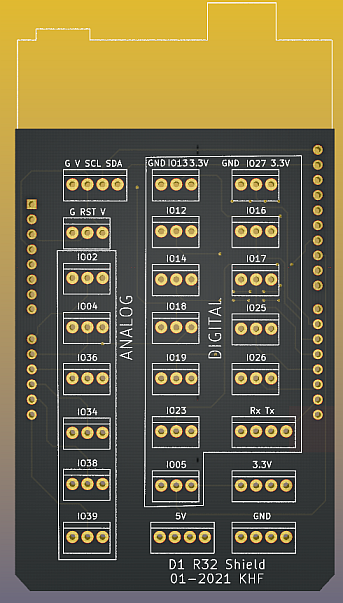 G V SCL SDA
GND IO13 3.3V
GND IO27 3.3V
G RST V
IO12
IO16
IO02
IO14
IO17
IO04
IO18
IO25
ANALOG
DIGITAL
IO36
IO19
IO26
IO34
IO23
Rx Tx
IO38
IO05
3.3V
IO39
5V
GND
D1 R32 Shield
01-2021 KHF